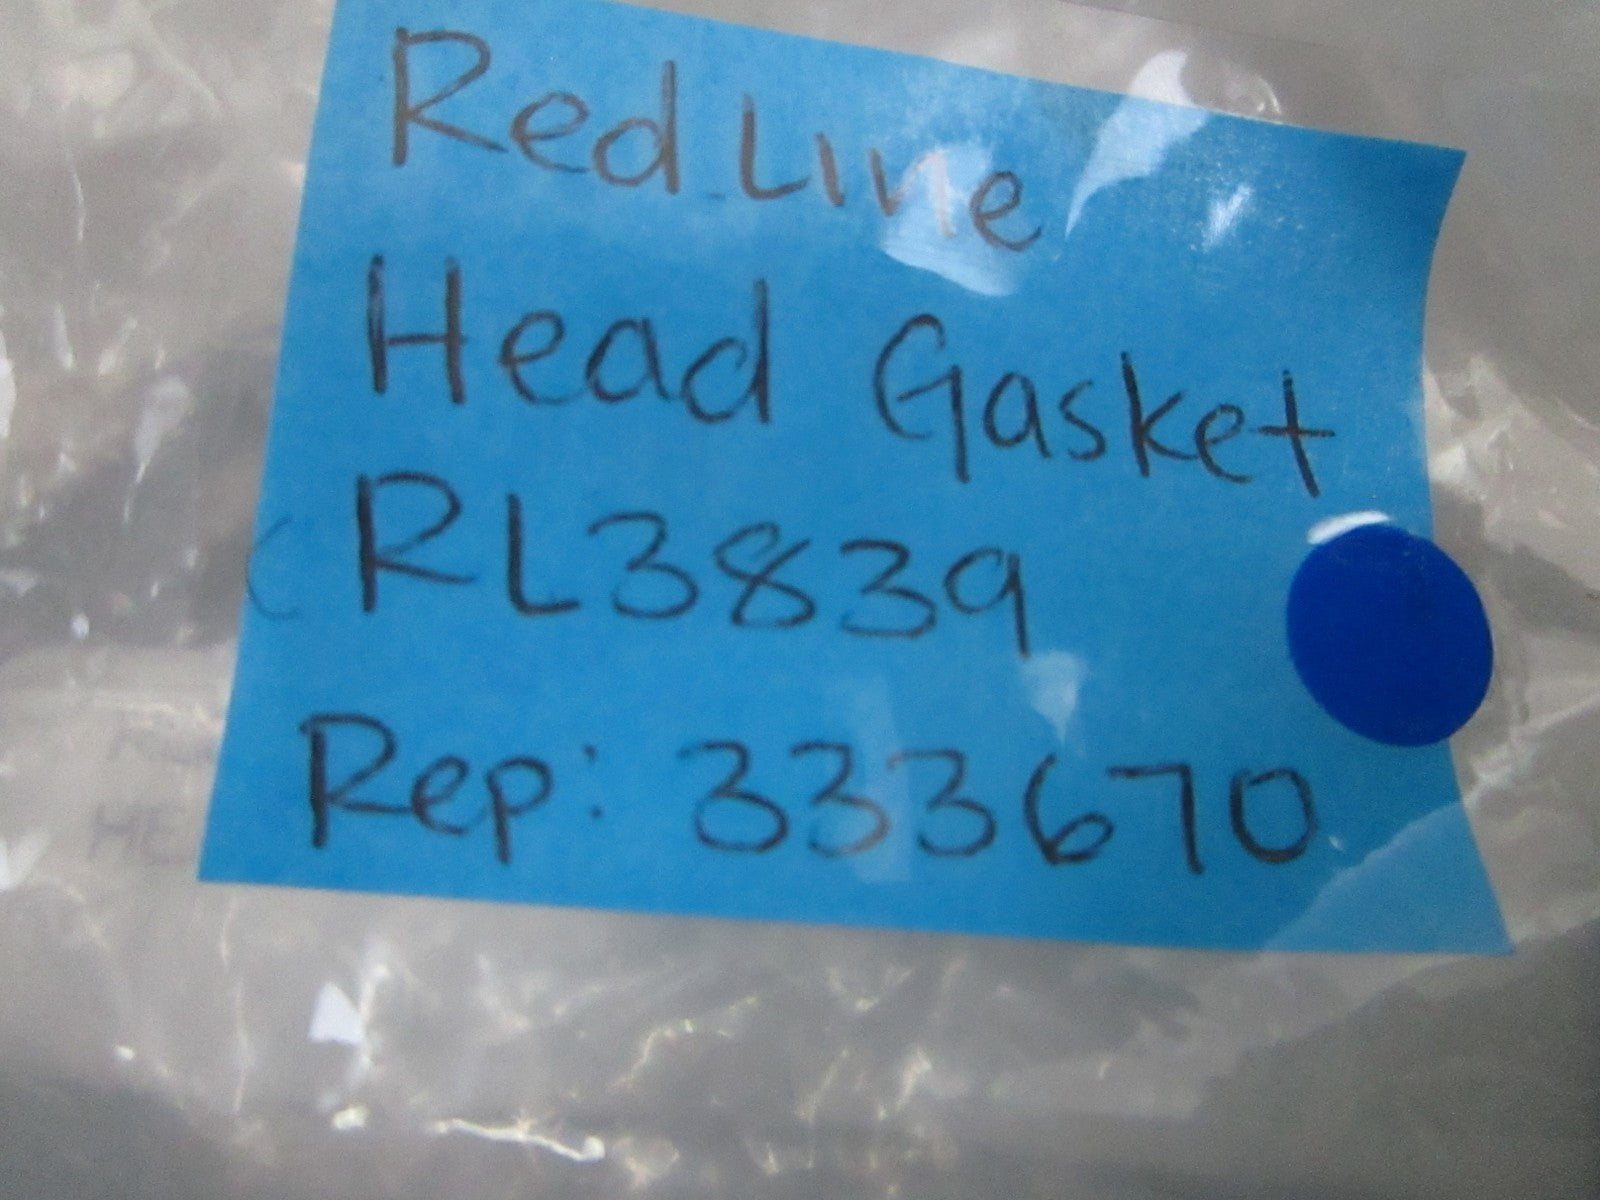 Red Line
Head Gasket
RL3839
Rep: 333670